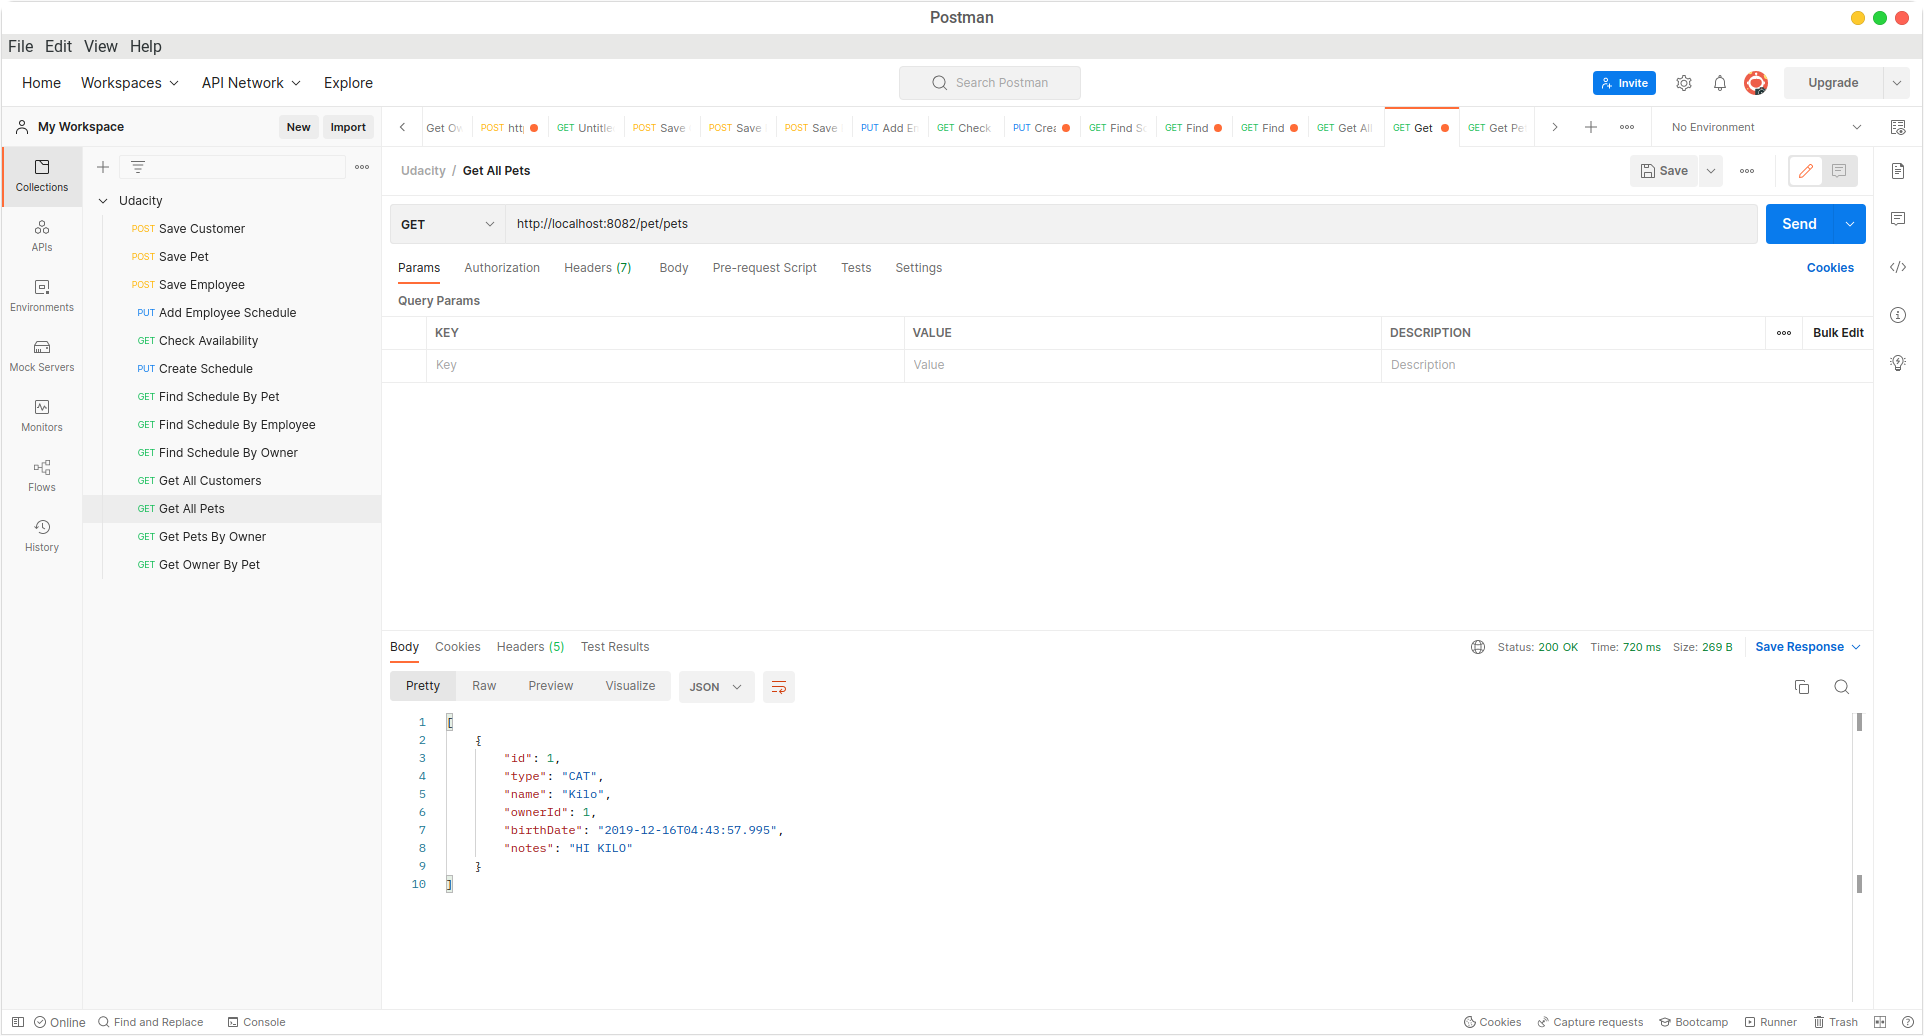 Postman
File Edit View Help
Home Workspaces API Network Explore Search Postman Invite Upgrade
My Workspace New Import
Get Ov POST htt GET Untitle POST Save POST Save POST Save PUT Add Em GET Check PUT Crea GET Find Sc GET Find GET Find GET Get All GET Get GET Get Pe No Environment
Collections
APIs
Environments
Mock Servers
Monitors
Flows
History
Udacity
POST Save Customer
POST Save Pet
POST Save Employee
PUT Add Employee Schedule
GET Check Availability
PUT Create Schedule
GET Find Schedule By Pet
GET Find Schedule By Employee
GET Find Schedule By Owner
GET Get All Customers
GET Get All Pets
GET Get Pets By Owner
GET Get Owner By Pet
Udacity / Get All Pets Save
GET http://localhost:8082/pet/pets Send
Params Authorization Headers (7) Body Pre-request Script Tests Settings Cookies
Query Params
KEY VALUE DESCRIPTION Bulk Edit
Key Value Description
Body Cookies Headers (5) Test Results Status: 200 OK Time: 720 ms Size: 269 B Save Response
Pretty Raw Preview Visualize JSON
1 [
2 {
3 "id": 1,
4 "type": "CAT",
5 "name": "Kilo",
6 "ownerId": 1,
7 "birthDate": "2019-12-16T04:43:57.995",
8 "notes": "HI KILO"
9 }
10 ]
Online Find and Replace Console Cookies Capture requests Bootcamp Runner Trash